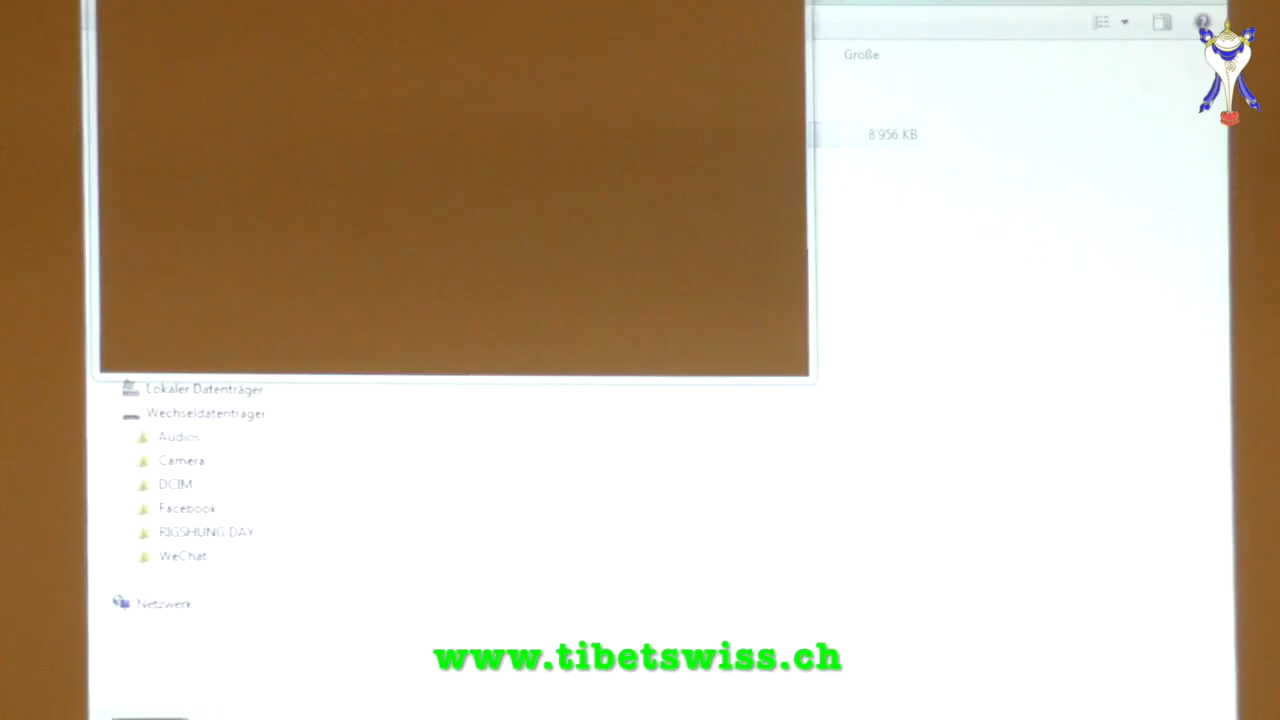 Größe
8'956 KB
Lokaler Datenträger
Wechseldatenträger
Audios
Camera
DCIM
Facebook
RIGSHUNG DAY
WeChat
Netzwerk
www.tibetswiss.ch